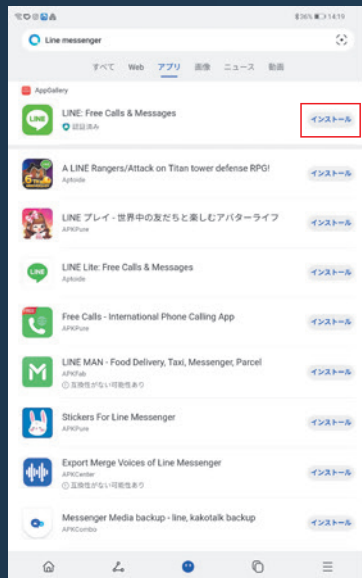 36% 14:19
Line messenger
すべて Web アプリ 画像 ニュース 動画
AppGallery
LINE
LINE: Free Calls & Messages
認証済み
インストール
A LINE Rangers/Attack on Titan tower defense RPG!
Aptoide
インストール
LINE プレイ - 世界中の友だちと楽しむアバターライフ
APKPure
インストール
LINE
LINE Lite: Free Calls & Messages
Aptoide
インストール
Free Calls - International Phone Calling App
APKPure
インストール
LINE MAN - Food Delivery, Taxi, Messenger, Parcel
APKFab
互換性がない可能性あり
インストール
Stickers For Line Messenger
APKPure
インストール
Export Merge Voices of Line Messenger
APKCenter
互換性がない可能性あり
インストール
Messenger Media backup - line, kakotalk backup
APKCombo
インストール